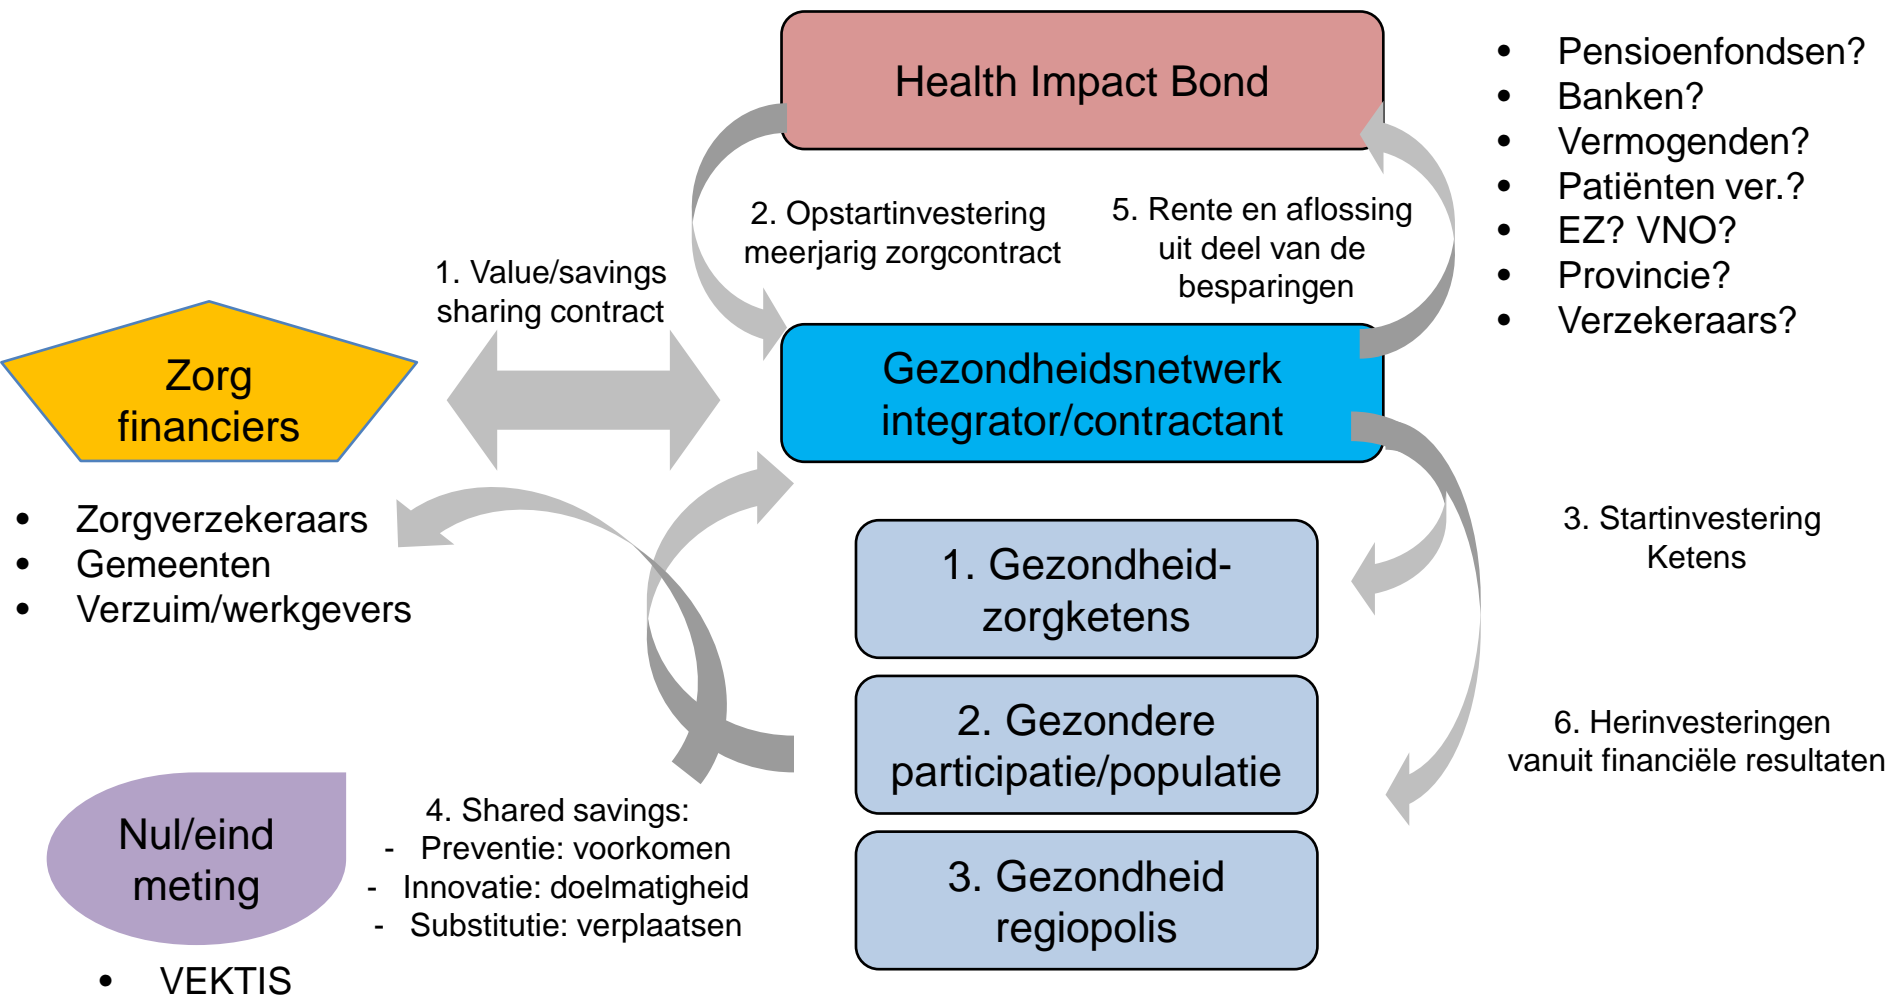 Health Impact Bond
• Pensioenfondsen?
• Banken?
• Vermogenden?
• Patiënten ver.?
• EZ? VNO?
• Provincie?
• Verzekeraars?
2. Opstartinvestering
meerjarig zorgcontract
5. Rente en aflossing
uit deel van de
besparingen
1. Value/savings
sharing contract
Zorg
financiers
Gezondheidsnetwerk
integrator/contractant
• Zorgverzekeraars
• Gemeenten
• Verzuim/werkgevers
1. Gezondheid-
zorgketens
3. Startinvestering
Ketens
2. Gezondere
participatie/populatie
6. Herinvesteringen
vanuit financiële resultaten
Nul/eind
meting
4. Shared savings:
- Preventie: voorkomen
- Innovatie: doelmatigheid
- Substitutie: verplaatsen
3. Gezondheid
regiopolis
• VEKTIS